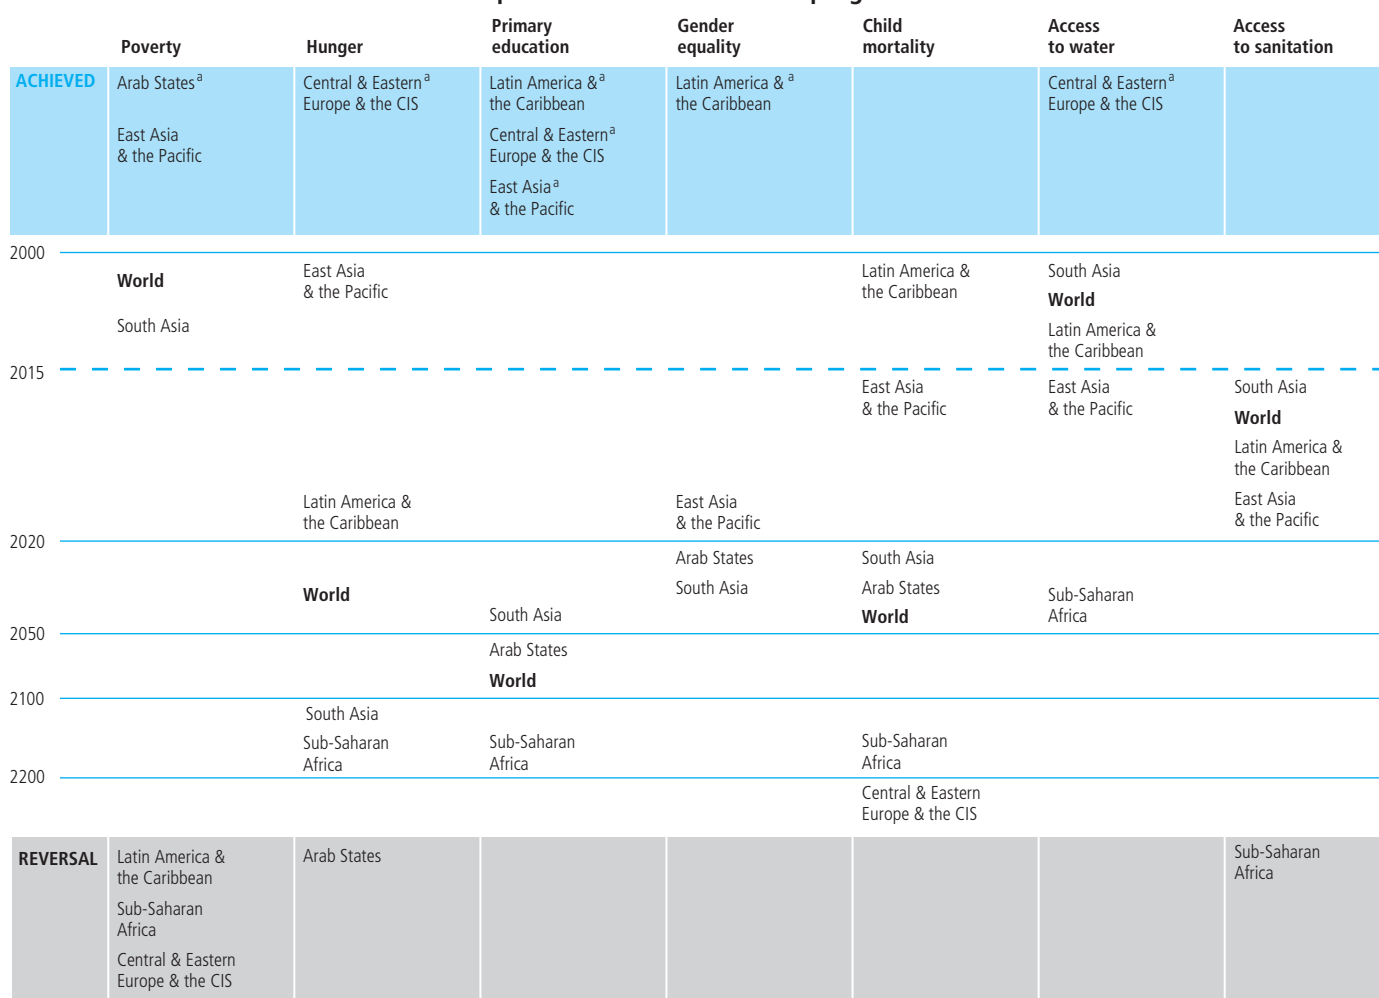 Poverty
Hunger
Primary
education
Gender
equality
Child
mortality
Access
to water
Access
to sanitation
ACHIEVED
Arab States a
East Asia
& the Pacific
Central & Eastern a
Europe & the CIS
Latin America & a
the Caribbean
Central & Eastern a
Europe & the CIS
East Asia a
& the Pacific
Latin America & a
the Caribbean
Central & Eastern a
Europe & the CIS
2000
World
South Asia
East Asia
& the Pacific
Latin America &
the Caribbean
South Asia
World
Latin America &
the Caribbean
2015
Latin America &
the Caribbean
East Asia
& the Pacific
East Asia
& the Pacific
East Asia
& the Pacific
South Asia
World
Latin America &
the Caribbean
East Asia
& the Pacific
2020
World
South Asia
Arab States
South Asia
South Asia
Arab States
World
Sub-Saharan
Africa
2050
Arab States
World
2100
South Asia
Sub-Saharan
Africa
Sub-Saharan
Africa
Sub-Saharan
Africa
2200
Central & Eastern
Europe & the CIS
REVERSAL
Latin America &
the Caribbean
Sub-Saharan
Africa
Central & Eastern
Europe & the CIS
Arab States
Sub-Saharan
Africa